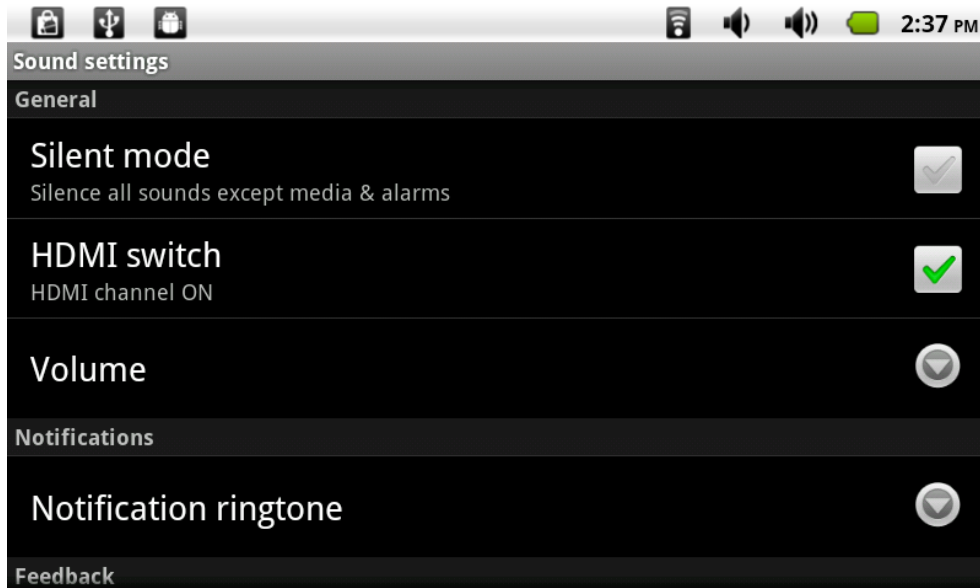 2:37 PM
Sound settings
General
Silent mode
Silence all sounds except media & alarms
HDMI switch
HDMI channel ON
Volume
Notifications
Notification ringtone
Feedback